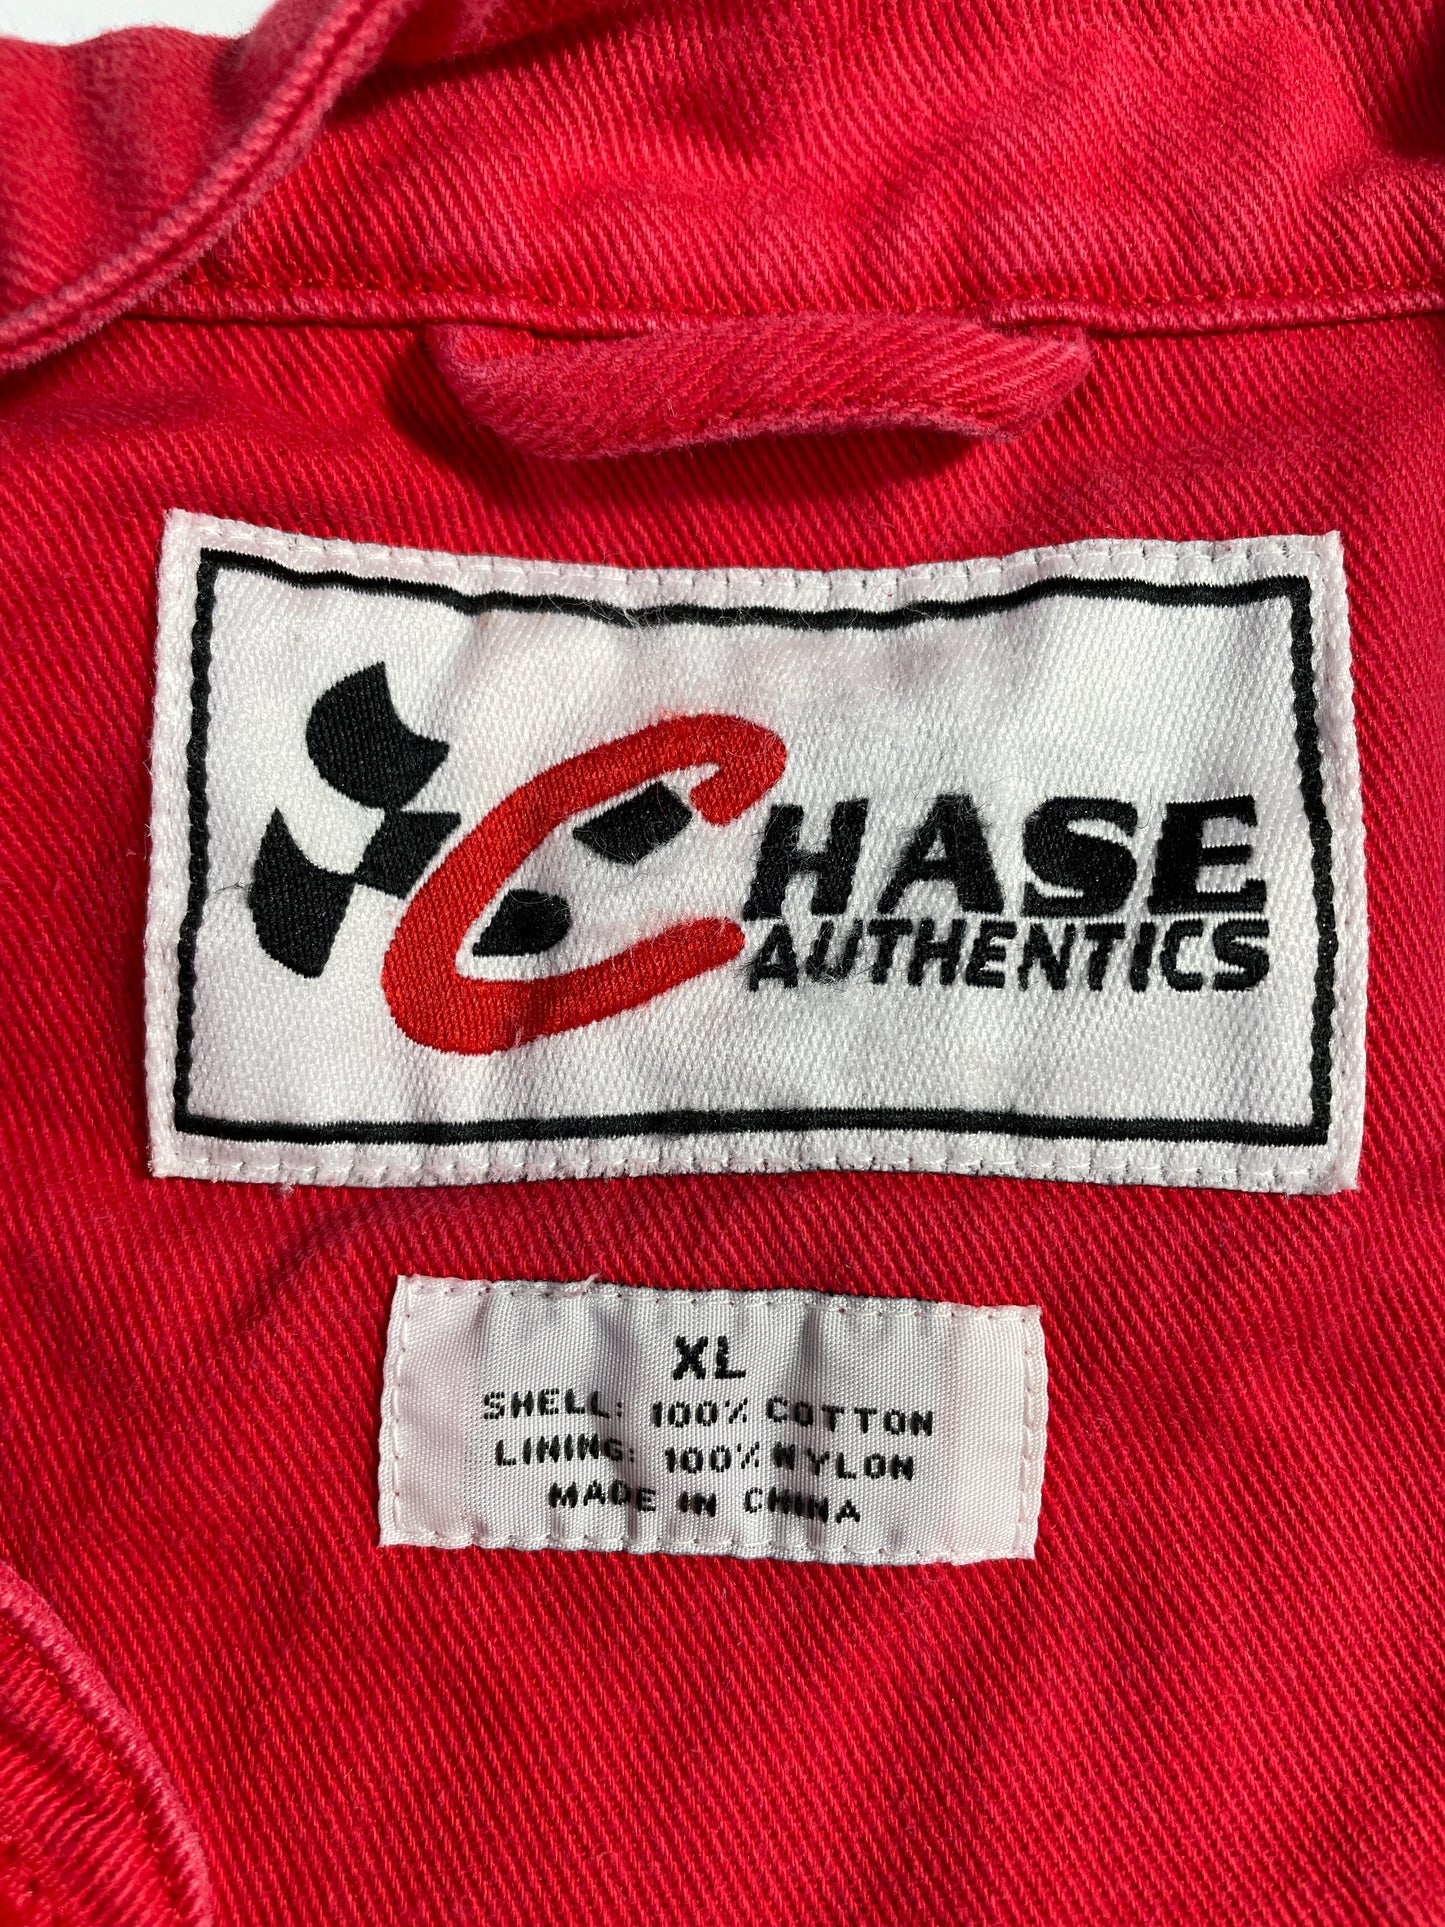 CHASE
AUTHENTICS
XL
SHELL: 100% COTTON
LINING: 100% NYLON
MADE IN CHINA